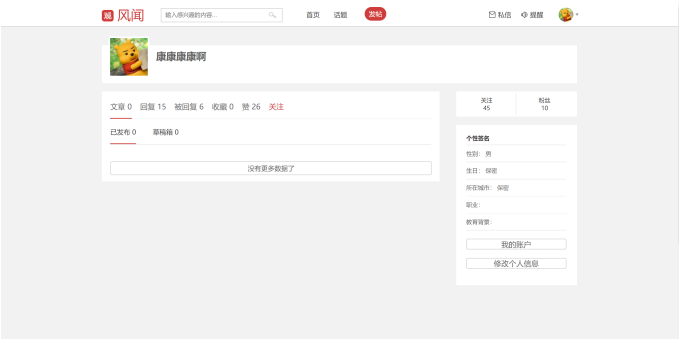 观 风闻 输入感兴趣的内容... 首页 话题 发帖 私信 提醒
康康康康啊
文章 0 回复 15 被回复 6 收藏 0 赞 26 关注
已发布 0 草稿箱 0
没有更多数据了
关注 粉丝
45 10
个性签名
性别: 男
生日: 保密
所在城市: 保密
职业:
教育背景:
我的账户
修改个人信息